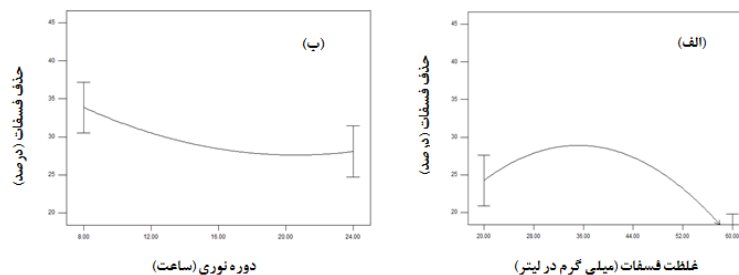 (الف)
حذف فسفات (درصد)
45
40
35
30
25
20
20.00 28.00 36.00 44.00 52.00 60.00
غلظت فسفات (میلی گرم در لیتر)
(ب)
حذف فسفات (درصد)
45
40
35
30
25
20
8.00 12.00 16.00 20.00 24.00
دوره نوری (ساعت)